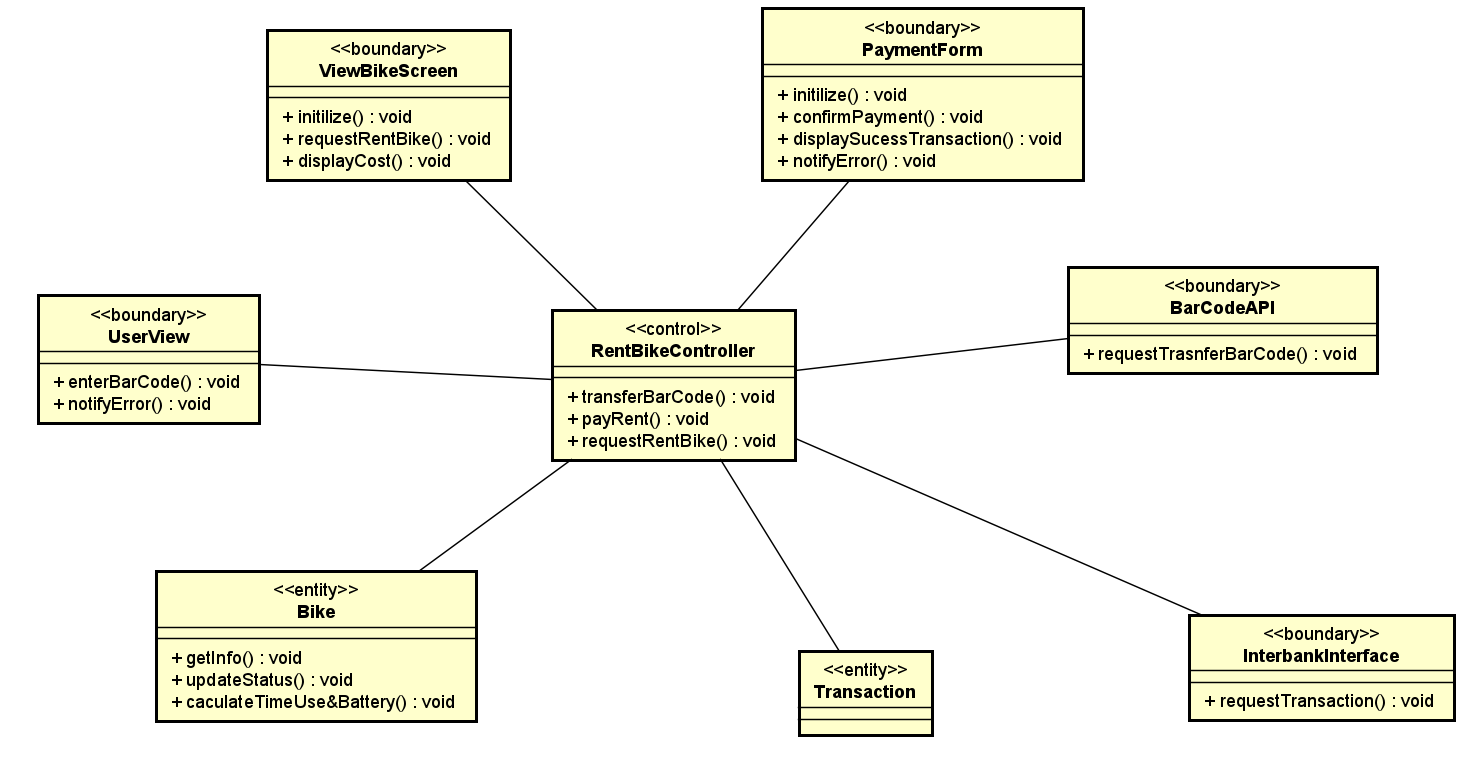 <<boundary>>
ViewBikeScreen
+ initilize() : void
+ requestRentBike() : void
+ displayCost() : void
<<boundary>>
PaymentForm
+ initilize() : void
+ confirmPayment() : void
+ displaySucessTransaction() : void
+ notifyError() : void
<<boundary>>
UserView
+ enterBarCode() : void
+ notifyError() : void
<<control>>
RentBikeController
+ transferBarCode() : void
+ payRent() : void
+ requestRentBike() : void
<<boundary>>
BarCodeAPI
+ requestTrasnferBarCode() : void
<<entity>>
Bike
+ getInfo() : void
+ updateStatus() : void
+ caculateTimeUse&Battery() : void
<<entity>>
Transaction
<<boundary>>
InterbankInterface
+ requestTransaction() : void